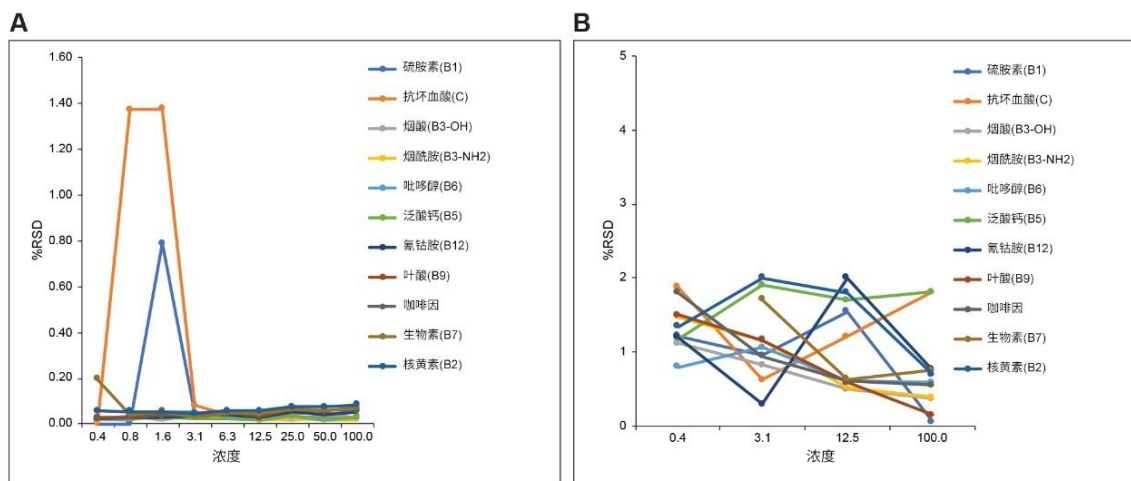 A
1.60
1.40
1.20
1.00
0.80
0.60
0.40
0.20
0.00
%RSD
0.4 0.8 1.6 3.1 6.3 12.5 25.0 50.0 100.0
浓度
硫胺素(B1)
抗坏血酸(C)
烟酸(B3-OH)
烟酰胺(B3-NH2)
吡哆醇(B6)
泛酸钙(B5)
氰钴胺(B12)
叶酸(B9)
咖啡因
生物素(B7)
核黄素(B2)
B
5
4
3
2
1
0
%RSD
0.4 3.1 12.5 100.0
浓度
硫胺素(B1)
抗坏血酸(C)
烟酸(B3-OH)
烟酰胺(B3-NH2)
吡哆醇(B6)
泛酸钙(B5)
氰钴胺(B12)
叶酸(B9)
咖啡因
生物素(B7)
核黄素(B2)